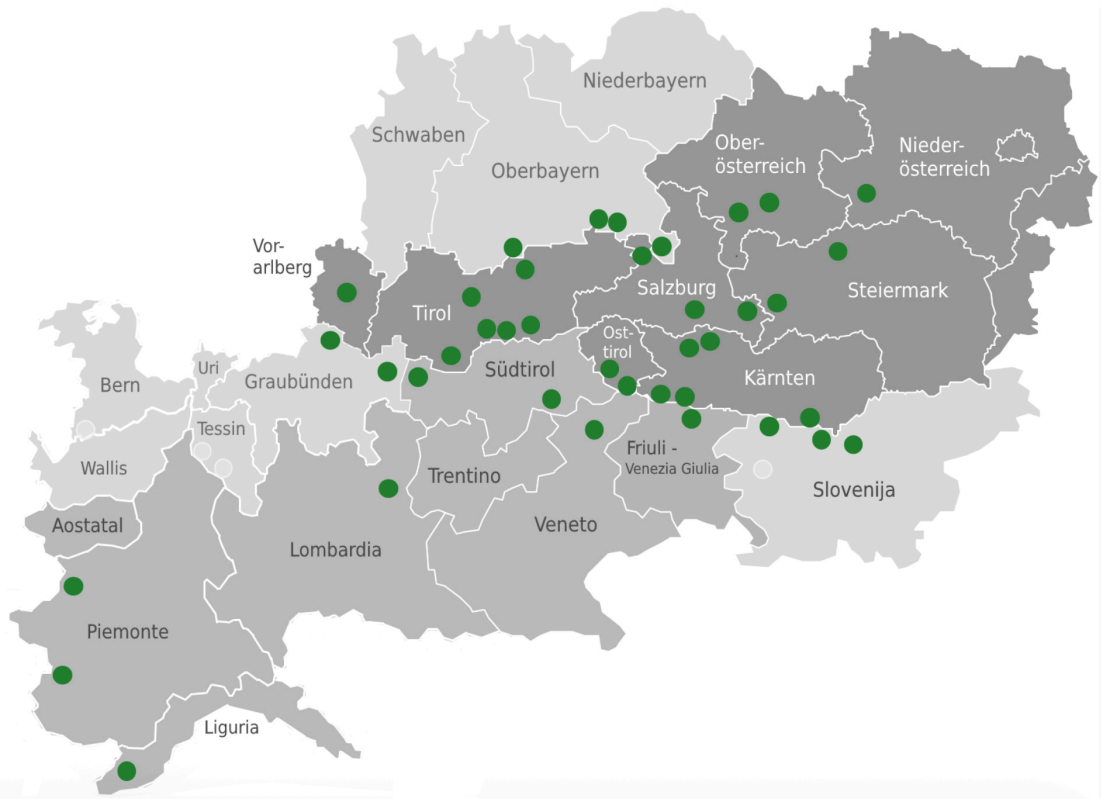 Niederbayern
Schwaben
Ober-
österreich
Nieder-
österreich
Oberbayern
Vor-
arlberg
Salzburg
Steiermark
Tirol
Ost-
tirol
Uri
Südtirol
Graubünden
Kärnten
Bern
Tessin
Friuli -
Venezia Giulia
Wallis
Trentino
Slovenija
Aostatal
Veneto
Lombardia
Piemonte
Liguria